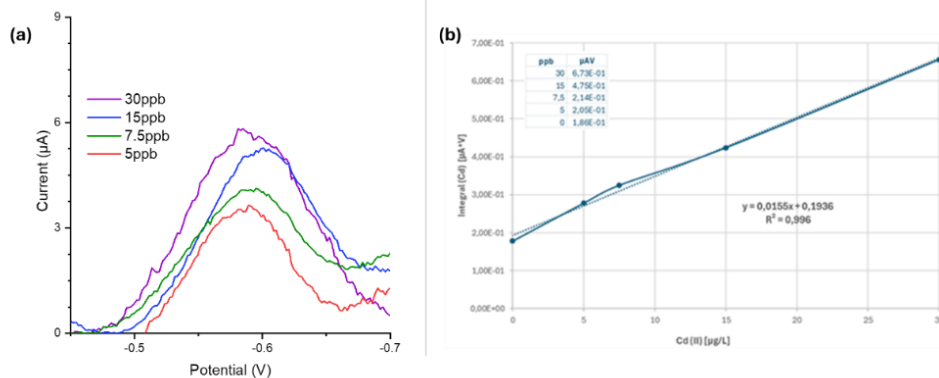 (a)
9
6
3
0
Current (µA)
30ppb
15ppb
7.5ppb
5ppb
-0.5
-0.6
-0.7
Potential (V)
(b)
7,00E-01
6,00E-01
5,00E-01
4,00E-01
3,00E-01
2,00E-01
1,00E-01
0,00E+00
Integral (Cd) [µA*V]
ppb µAV
30 6,73E-01
15 4,75E-01
7,5 2,14E-01
5 2,05E-01
0 1,86E-01
y = 0,0155x + 0,1936
R² = 0,996
0
5
10
15
20
25
Cd (II) [µg/L]